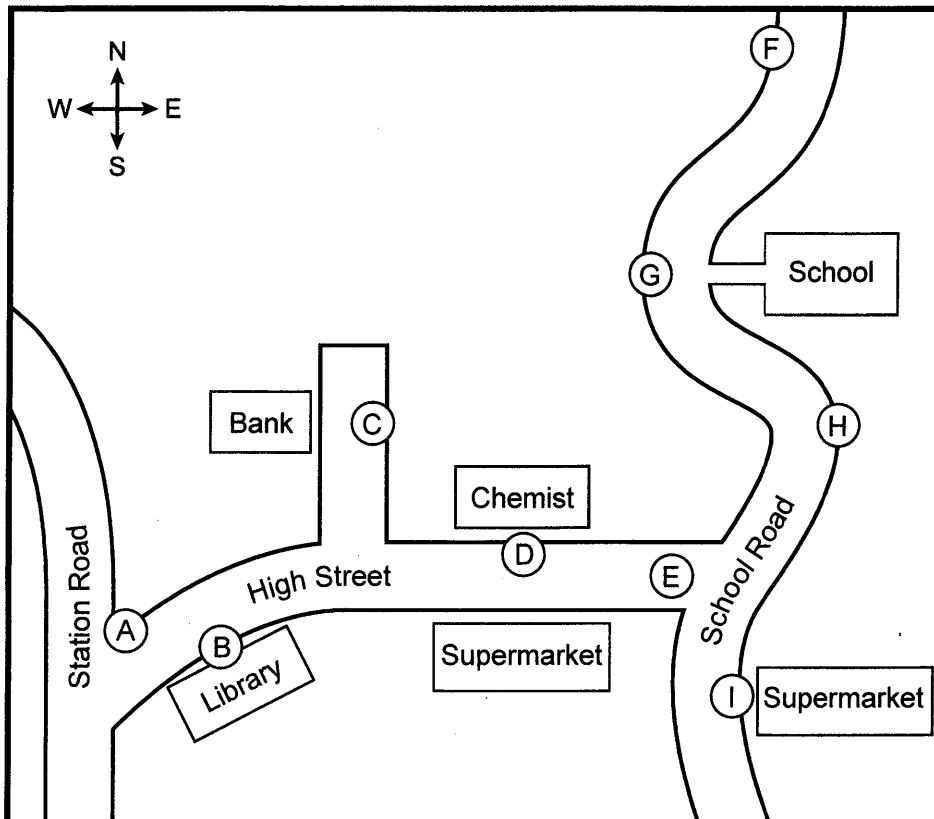 F
N
W E
S
G
School
Bank
C
H
Chemist
D
High Street
E
School Road
Station Road
A
B
Library
Supermarket
I
Supermarket